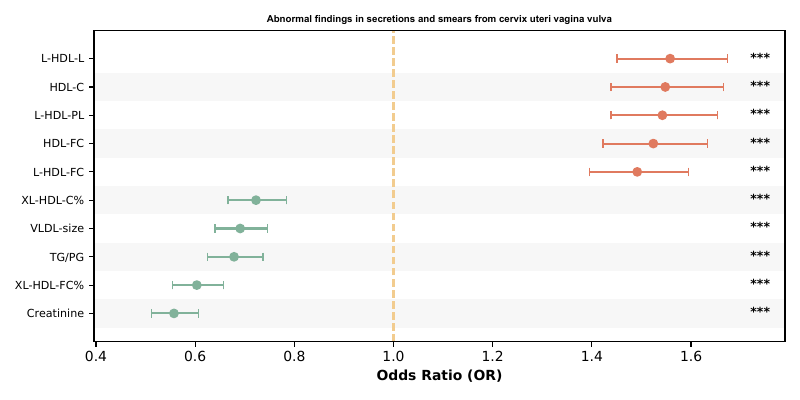 Abnormal findings in secretions and smears from cervix uteri vagina vulva
L-HDL-L ***
HDL-C ***
L-HDL-PL ***
HDL-FC ***
L-HDL-FC ***
XL-HDL-C% ***
VLDL-size ***
TG/PG ***
XL-HDL-FC% ***
Creatinine ***
0.4 0.6 0.8 1.0 1.2 1.4 1.6
Odds Ratio (OR)